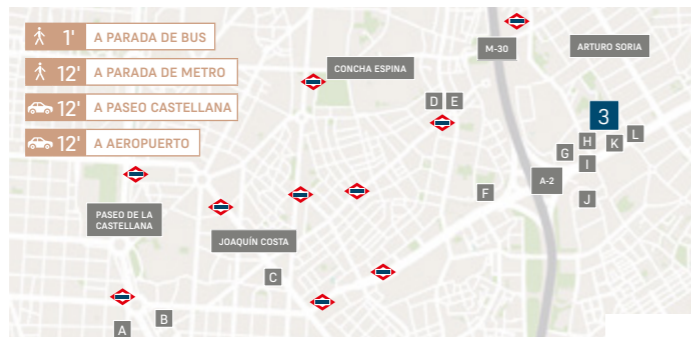 1' A PARADA DE BUS
12' A PARADA DE METRO
12' A PASEO CASTELLANA
12' A AEROPUERTO
M-30
ARTURO SORIA
CONCHA ESPINA
D E
3
H L
K
G
I
A-2
F
J
PASEO DE LA
CASTELLANA
JOAQUÍN COSTA
C
B
A